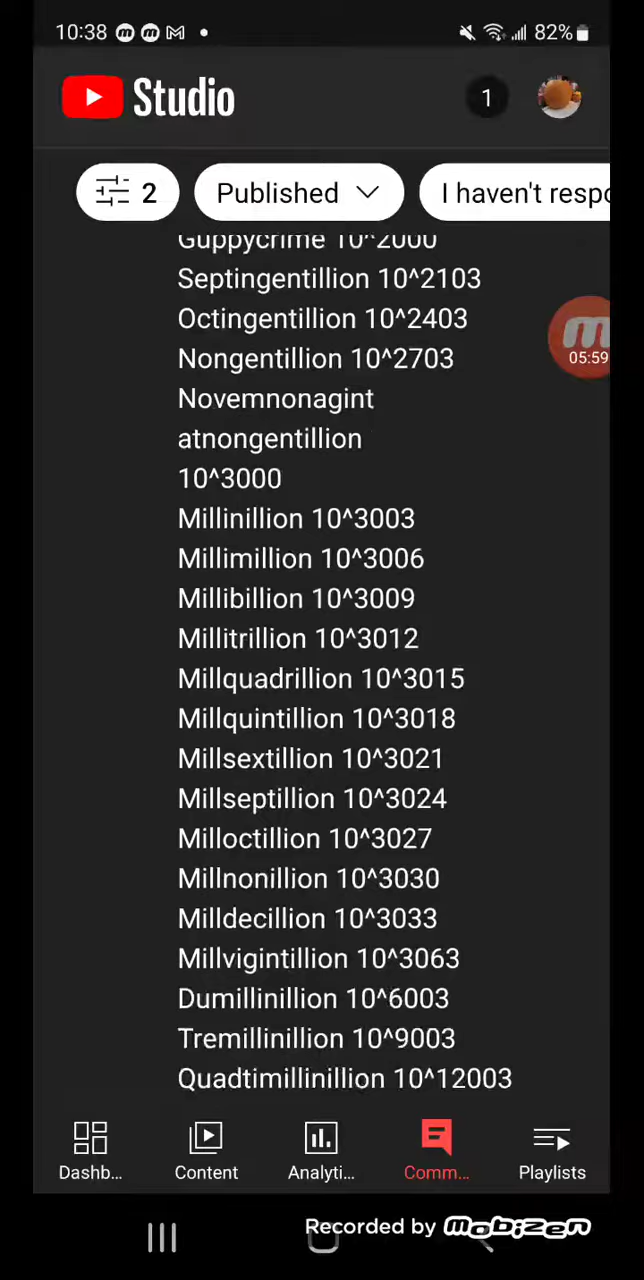 10:38 82%
Studio
1
2 Published I haven't respo
Guppycrime 10^2000
Septingentillion 10^2103
Octingentillion 10^2403
Nongentillion 10^2703
Novemnonagint
atnongentillion
10^3000
Millinillion 10^3003
Millimillion 10^3006
Millibillion 10^3009
Millitrillion 10^3012
Millquadrillion 10^3015
Millquintillion 10^3018
Millsextillion 10^3021
Millseptillion 10^3024
Milloctillion 10^3027
Millnonillion 10^3030
Milldecillion 10^3033
Millvigintillion 10^3063
Dumillinillion 10^6003
Tremillinillion 10^9003
Quadtimillinillion 10^12003
05:59
Dashb... Content Analyti... Comm... Playlists
Recorded by Mobizen